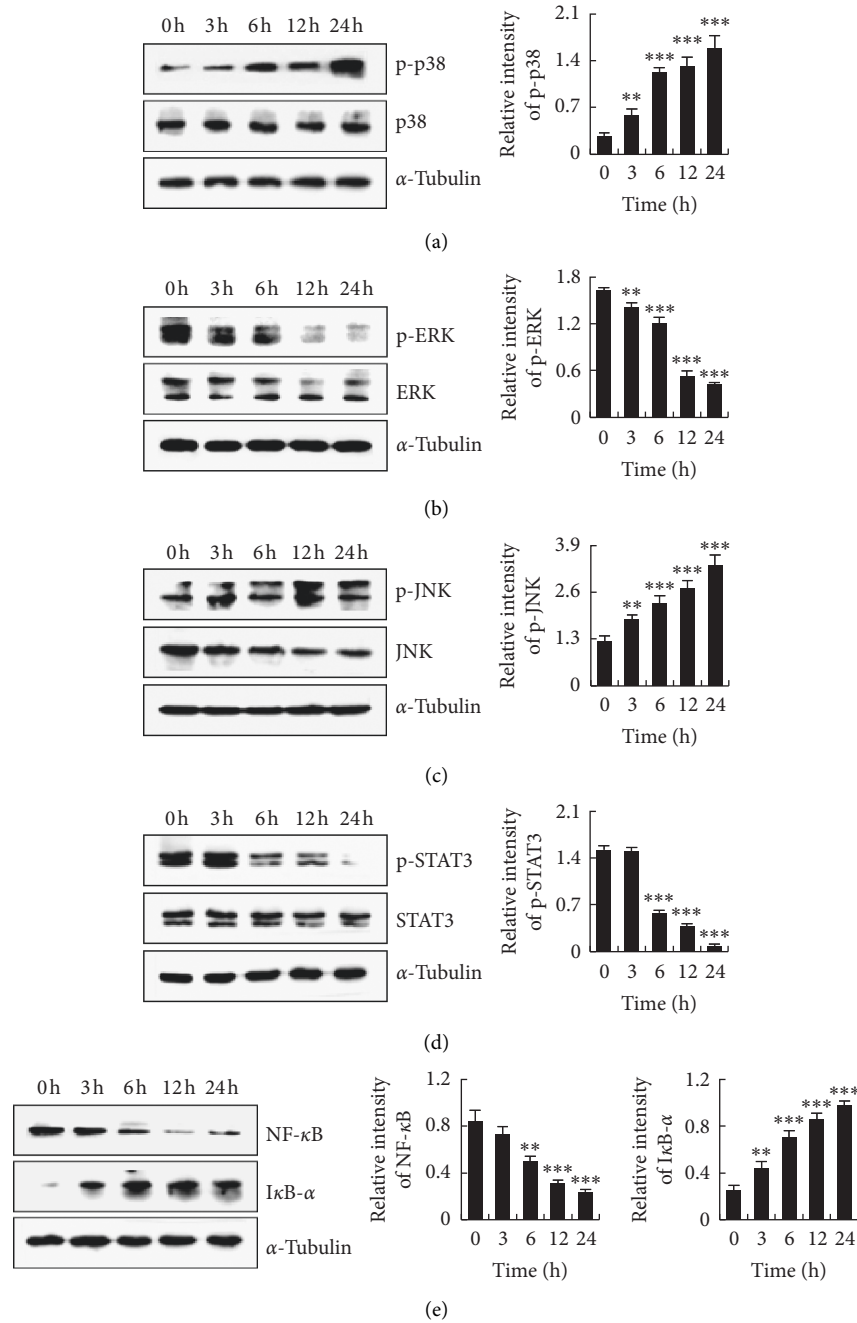 0h 3h 6h 12h 24h
p-p38
p38
α-Tubulin
Relative intensity
of p-p38
2.1
1.4
0.7
0
** *** *** ***
0 3 6 12 24
Time (h)
(a)
0h 3h 6h 12h 24h
p-ERK
ERK
α-Tubulin
Relative intensity
of p-ERK
1.8
1.2
0.6
0
** *** *** ***
0 3 6 12 24
Time (h)
(b)
0h 3h 6h 12h 24h
p-JNK
JNK
α-Tubulin
Relative intensity
of p-JNK
3.9
2.6
1.3
0
** *** *** ***
0 3 6 12 24
Time (h)
(c)
0h 3h 6h 12h 24h
p-STAT3
STAT3
α-Tubulin
Relative intensity
of p-STAT3
2.1
1.4
0.7
0
*** *** ***
0 3 6 12 24
Time (h)
(d)
0h 3h 6h 12h 24h
NF-κB
IκB-α
α-Tubulin
Relative intensity
of NF-κB
1.2
0.8
0.4
0
** *** ***
0 3 6 12 24
Time (h)
Relative intensity
of IκB-α
1.2
0.8
0.4
0
** *** *** ***
0 3 6 12 24
Time (h)
(e)